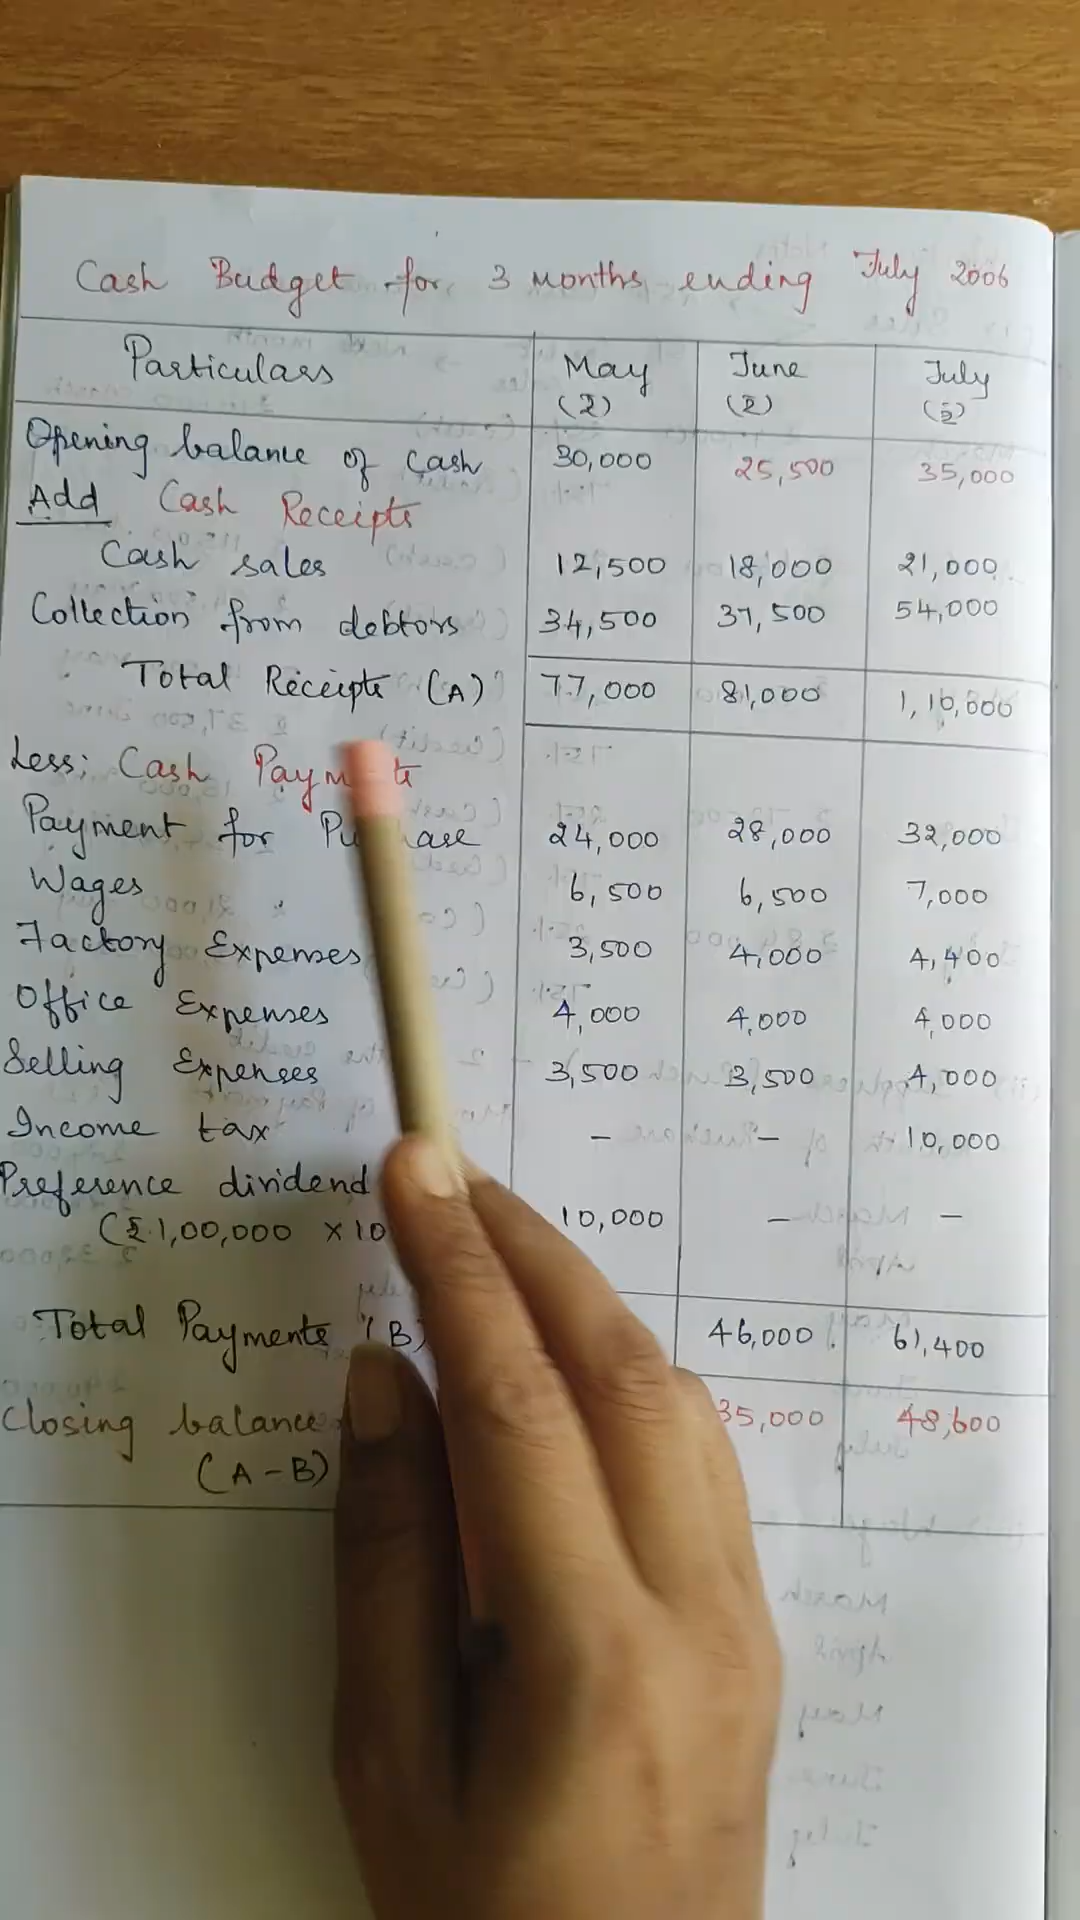 Cash Budget for 3 months ending July 2006
Particulars May June July
(₹) (₹) (₹)
Opening balance of cash 30,000 25,500 35,000
Add Cash Receipts
Cash sales 12,500 18,000 21,000
Collection from debtors 34,500 37,500 54,000
Total Receipts (A) 77,000 81,000 1,10,000
Less: Cash
Payment for 24,000 28,000 32,000
Wages 6,500 6,500 7,000
Factory Expenses 3,500 4,000 4,400
Office Expenses 4,000 4,000 4,000
Selling Expenses 3,500 3,500 4,000
Income tax – – 10,000
Preference dividend
(₹.1,00,000 × 10 10,000 – –
Total Payments (B) 46,000 61,400
Closing balance 35,000 48,600
(A-B)